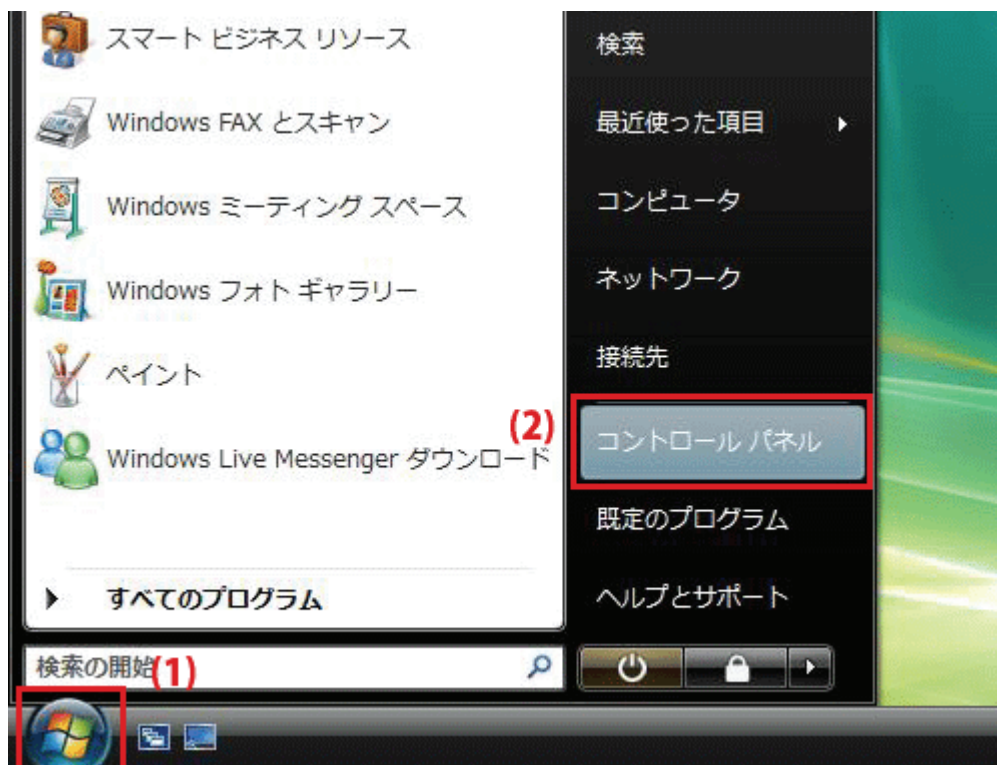 スマート ビジネス リソース
Windows FAX とスキャン
Windows ミーティング スペース
Windows フォト ギャラリー
ペイント
Windows Live Messenger ダウンロード
すべてのプログラム
検索の開始
(1)
検索
最近使った項目
コンピュータ
ネットワーク
接続先
(2)
コントロール パネル
既定のプログラム
ヘルプとサポート